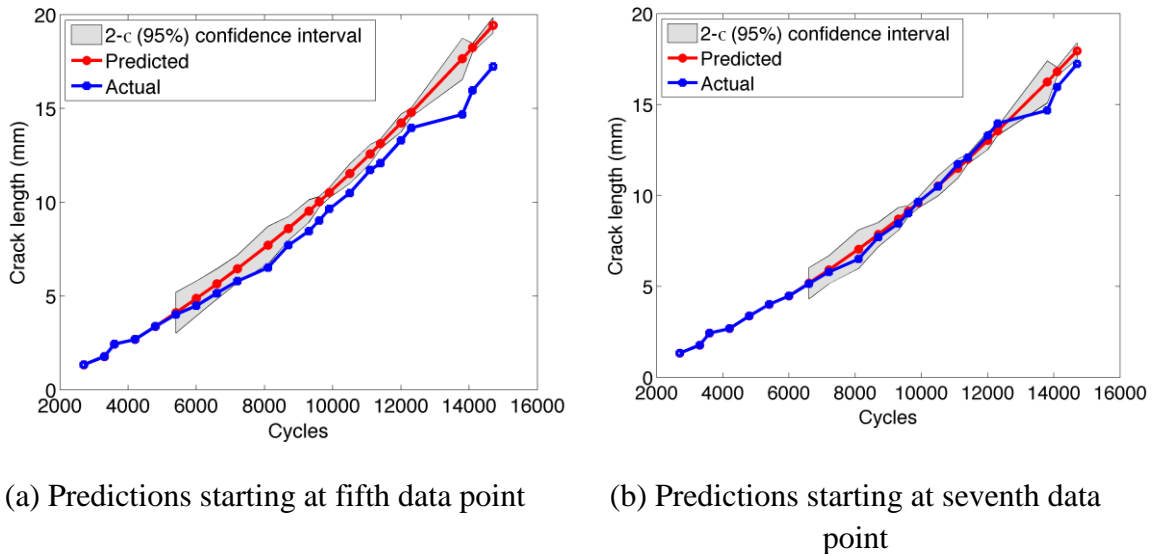 20
15
10
5
0
Crack length (mm)
2-c (95%) confidence interval
Predicted
Actual
2000 4000 6000 8000 10000 12000 14000 16000
Cycles
20
15
10
5
0
Crack length (mm)
2-c (95%) confidence interval
Predicted
Actual
2000 4000 6000 8000 10000 12000 14000 16000
Cycles
(a) Predictions starting at fifth data point
(b) Predictions starting at seventh data
point